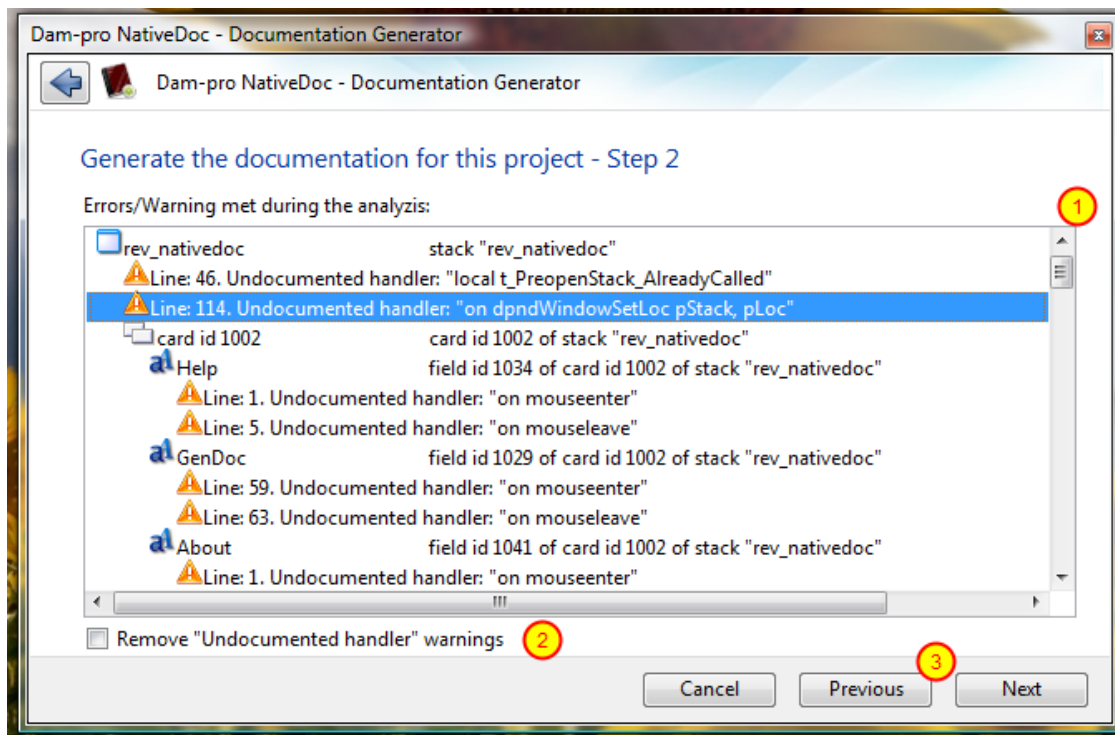 Dam-pro NativeDoc - Documentation Generator
Dam-pro NativeDoc - Documentation Generator
Generate the documentation for this project - Step 2
Errors/Warning met during the analyzis:
1
rev_nativedoc stack "rev_nativedoc"
Line: 46. Undocumented handler: "local t_PreopenStack_AlreadyCalled"
Line: 114. Undocumented handler: "on dpndWindowSetLoc pStack, pLoc"
card id 1002 card id 1002 of stack "rev_nativedoc"
Help field id 1034 of card id 1002 of stack "rev_nativedoc"
Line: 1. Undocumented handler: "on mouseenter"
Line: 5. Undocumented handler: "on mouseleave"
GenDoc field id 1029 of card id 1002 of stack "rev_nativedoc"
Line: 59. Undocumented handler: "on mouseenter"
Line: 63. Undocumented handler: "on mouseleave"
About field id 1041 of card id 1002 of stack "rev_nativedoc"
Line: 1. Undocumented handler: "on mouseenter"
Remove "Undocumented handler" warnings 2
3
Cancel Previous Next